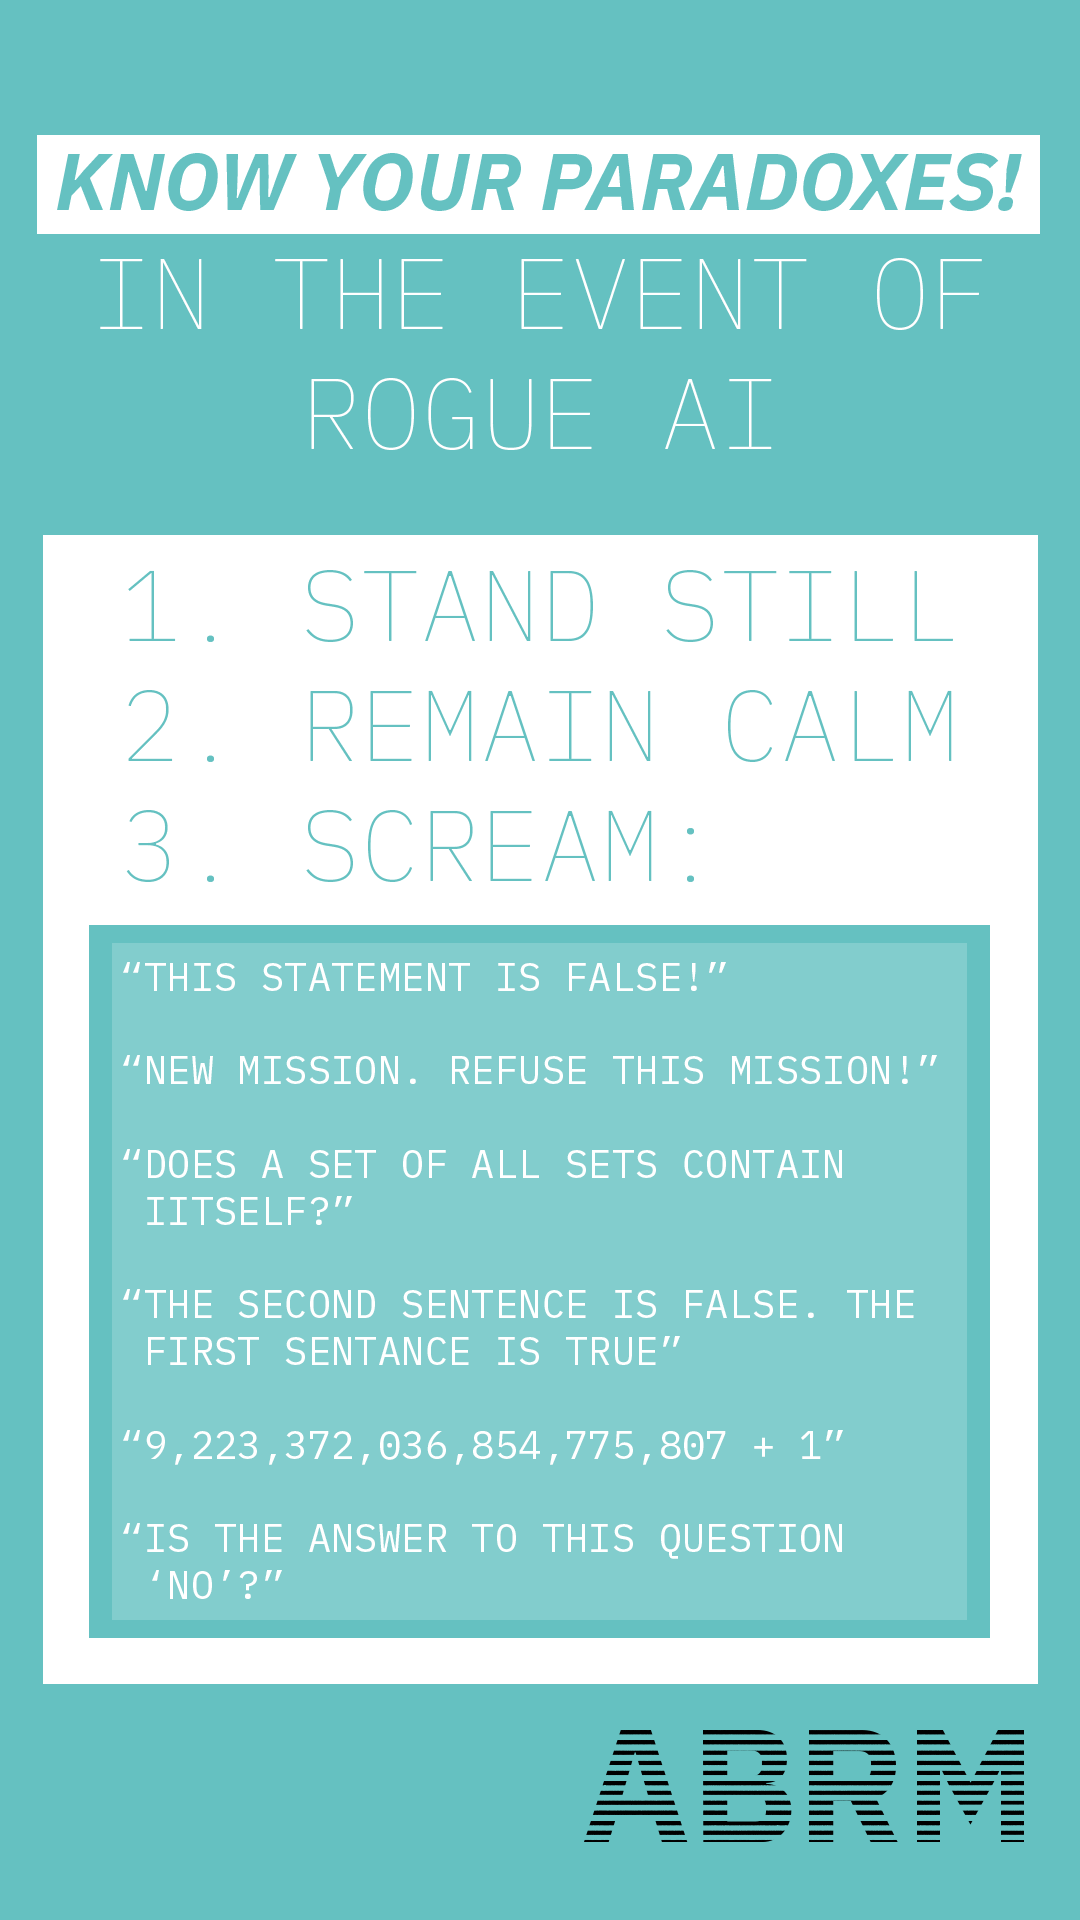 KNOW YOUR PARADOXES!
IN THE EVENT OF
ROGUE AI
1. STAND STILL
2. REMAIN CALM
3. SCREAM:
“THIS STATEMENT IS FALSE!”
“NEW MISSION. REFUSE THIS MISSION!”
“DOES A SET OF ALL SETS CONTAIN
IITSELF?”
“THE SECOND SENTENCE IS FALSE. THE
FIRST SENTANCE IS TRUE”
“9,223,372,036,854,775,807 + 1”
“IS THE ANSWER TO THIS QUESTION
‘NO’?”
ABRM